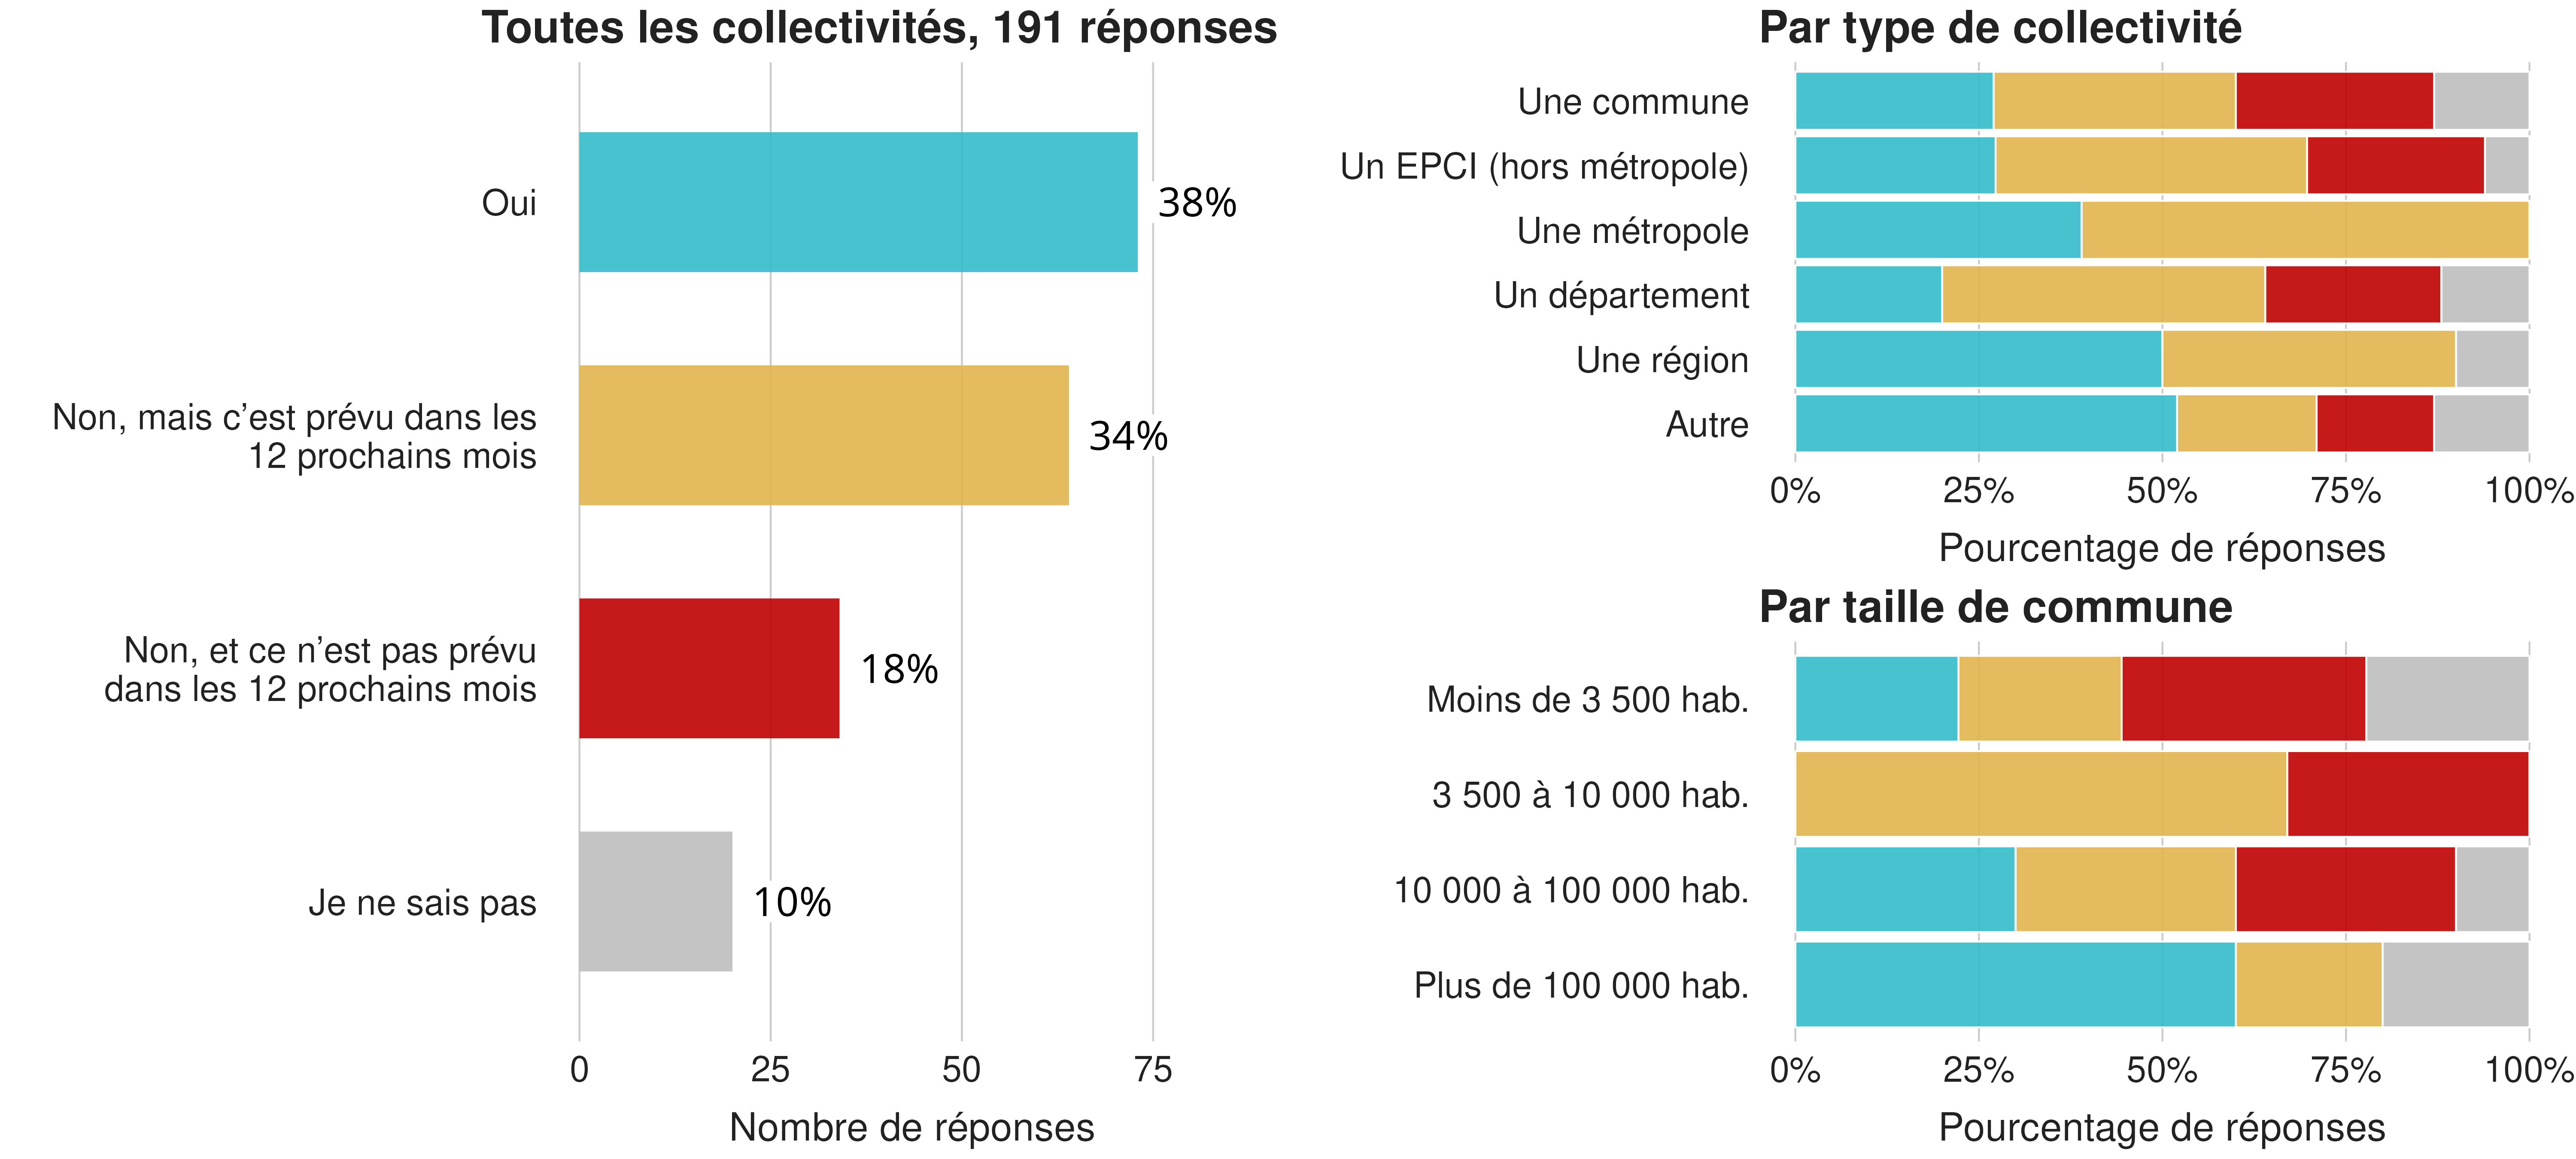 Toutes les collectivités, 191 réponses
Oui
38%
Non, mais c’est prévu dans les
12 prochains mois
34%
Non, et ce n’est pas prévu
dans les 12 prochains mois
18%
Je ne sais pas
10%
0 25 50 75
Nombre de réponses
Par type de collectivité
Une commune
Un EPCI (hors métropole)
Une métropole
Un département
Une région
Autre
0% 25% 50% 75% 100%
Pourcentage de réponses
Par taille de commune
Moins de 3 500 hab.
3 500 à 10 000 hab.
10 000 à 100 000 hab.
Plus de 100 000 hab.
0% 25% 50% 75% 100%
Pourcentage de réponses